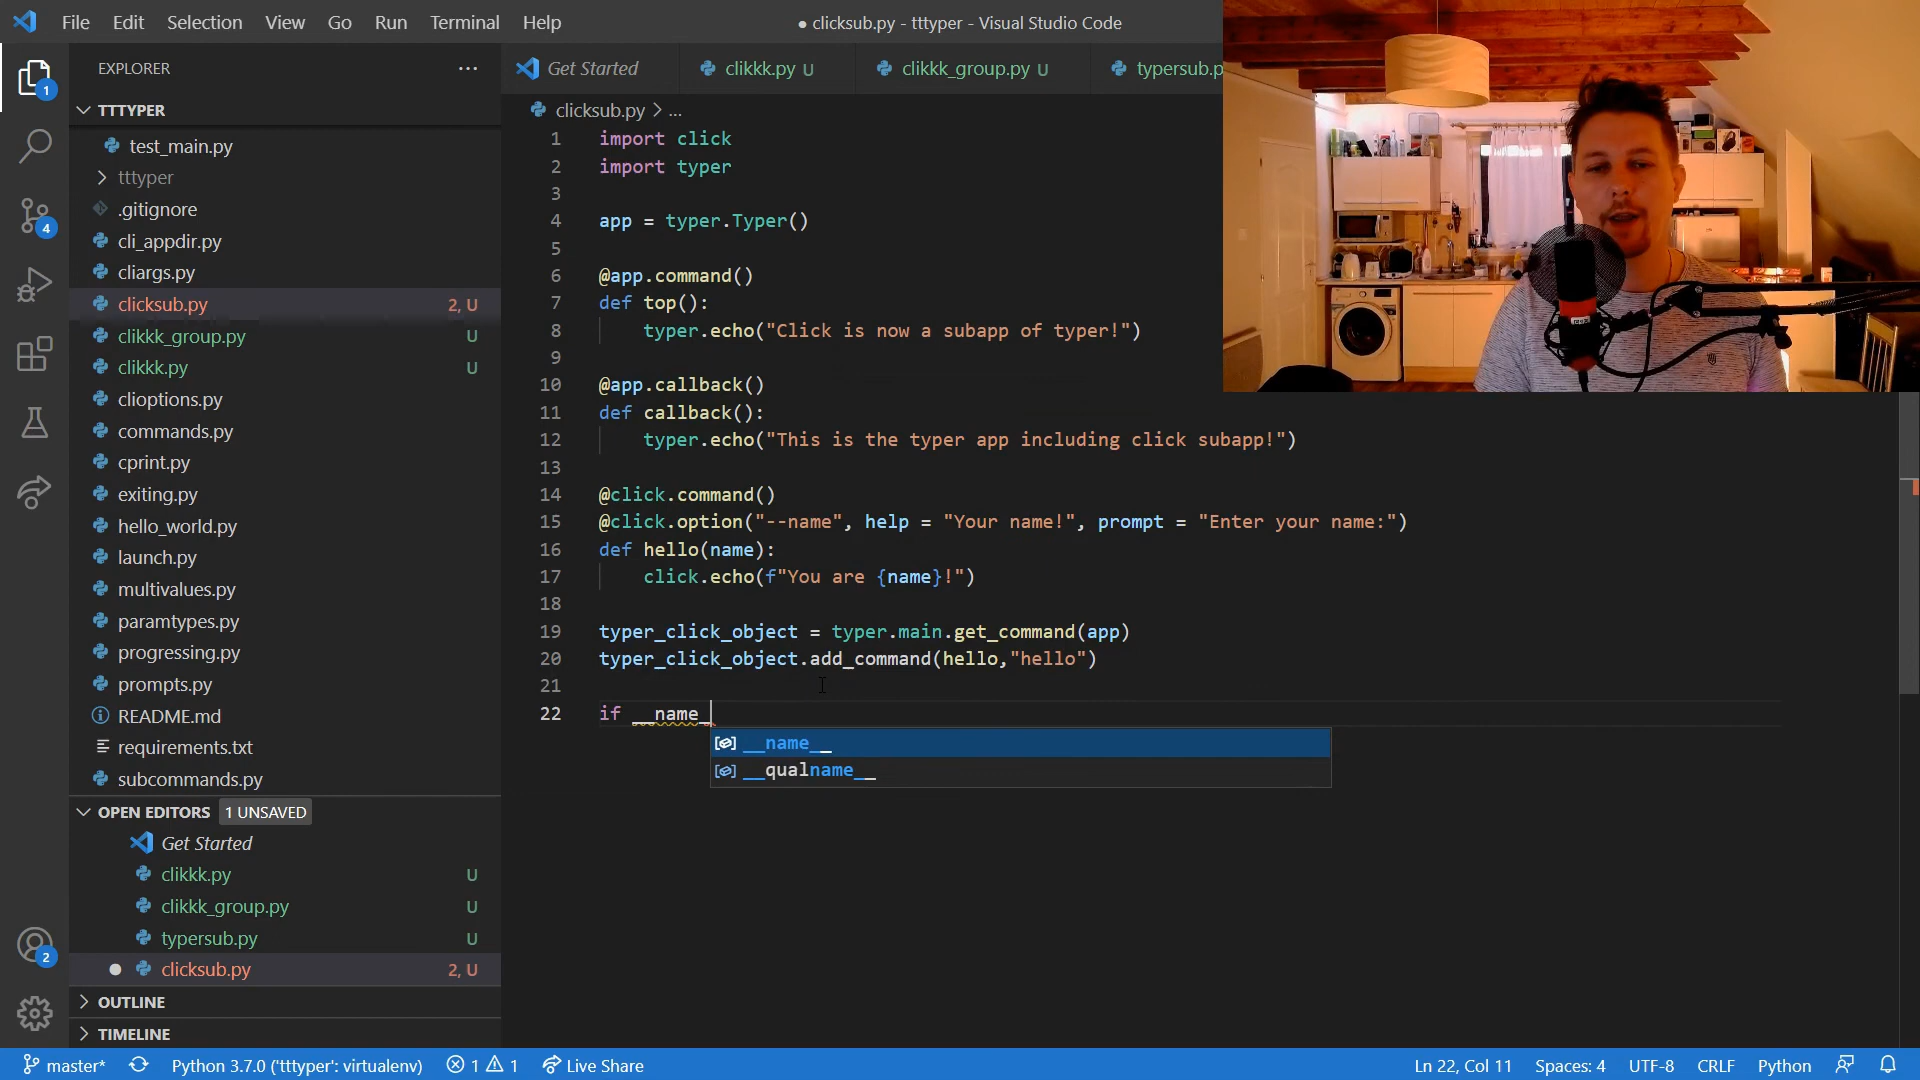 File Edit Selection View Go Run Terminal Help
● clicksub.py - tttyper - Visual Studio Code
EXPLORER ...
TTTYPER
test_main.py
tttyper
.gitignore
cli_appdir.py
cliargs.py
clicksub.py 2, U
clikkk_group.py U
clikkk.py U
clioptions.py
commands.py
cprint.py
exiting.py
hello_world.py
launch.py
multivalues.py
paramtypes.py
progressing.py
prompts.py
README.md
requirements.txt
subcommands.py
OPEN EDITORS 1 UNSAVED
Get Started
clikkk.py U
clikkk_group.py U
typersub.py U
clicksub.py 2, U
OUTLINE
TIMELINE
1
4
2
Get Started clikkk.py U clikkk_group.py U typersub.p
clicksub.py > ...
1 import click
2 import typer
3
4 app = typer.Typer()
5
6 @app.command()
7 def top():
8 typer.echo("Click is now a subapp of typer!")
9
10 @app.callback()
11 def callback():
12 typer.echo("This is the typer app including click subapp!")
13
14 @click.command()
15 @click.option("--name", help = "Your name!", prompt = "Enter your name:")
16 def hello(name):
17 click.echo(f"You are {name}!")
18
19 typer_click_object = typer.main.get_command(app)
20 typer_click_object.add_command(hello,"hello")
21
22 if __name_
__name__
__qualname__
master* Python 3.7.0 ('tttyper': virtualenv) 1 1 Live Share Ln 22, Col 11 Spaces: 4 UTF-8 CRLF Python